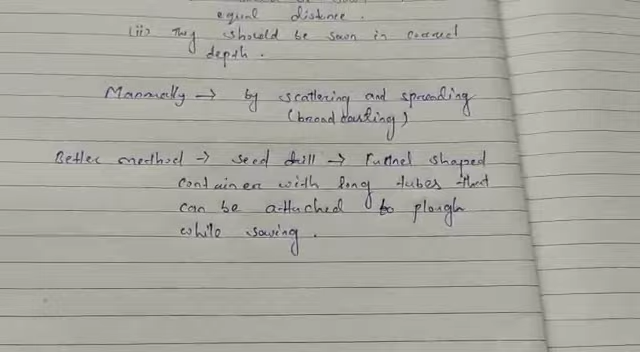 equal distance.
(ii) They should be sown in correct
depth.
Manually → by scattering and spreading
(broadcasting)
Better method → seed drill → Funnel shaped
container with long tubes that
can be attached to plough
while sowing.